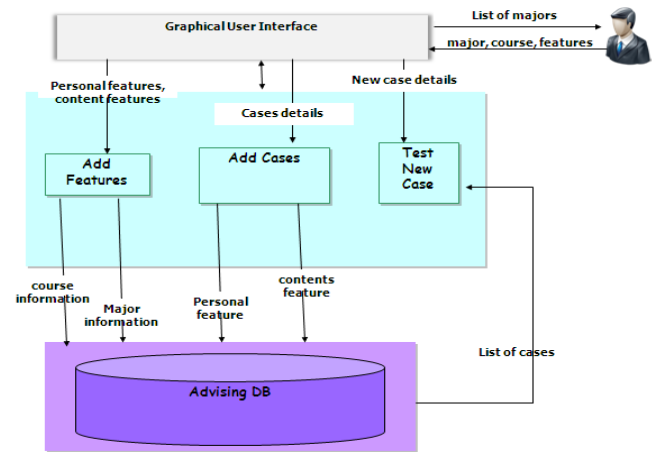 List of majors
Graphical User Interface
major, course, features
New case details
Personal features,
content features
Cases details
Add
Features
Add Cases
Test
New
Case
course
information
Major
information
Personal
feature
contents
feature
List of cases
Advising DB